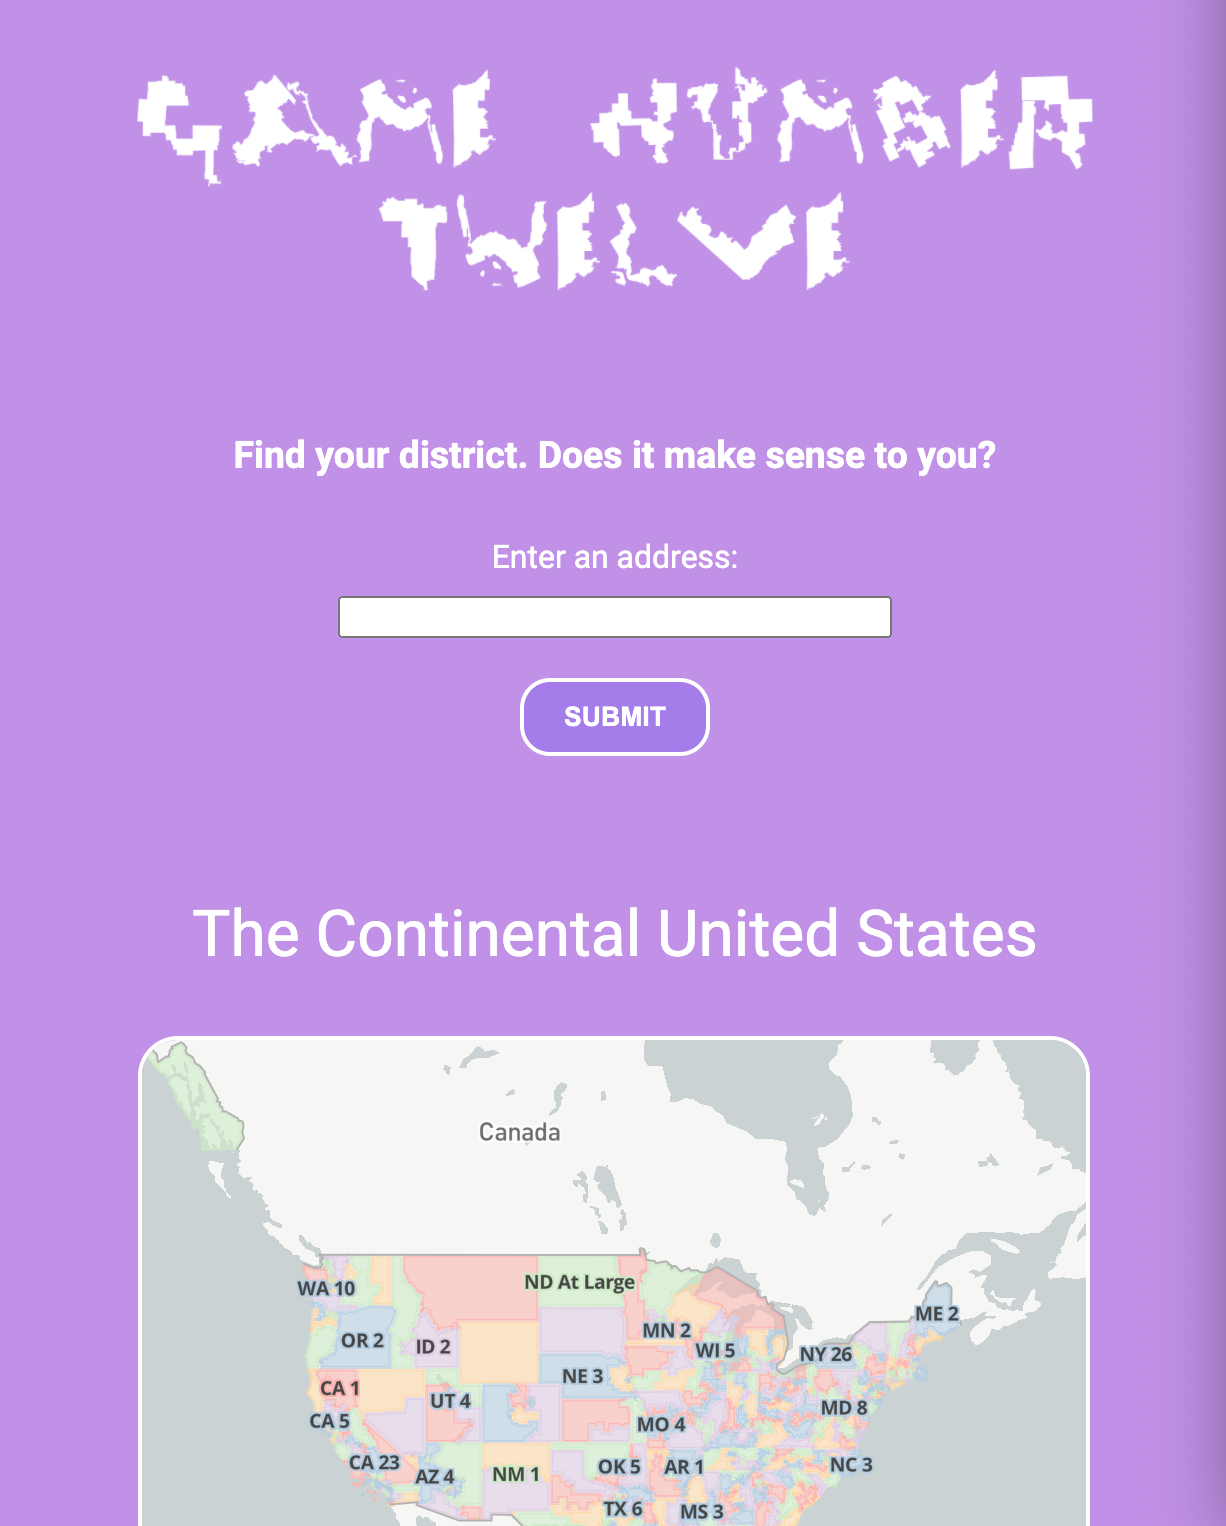 GAME NUMBER
TWELVE
Find your district. Does it make sense to you?
Enter an address:
SUBMIT
The Continental United States
Canada
ND At Large
WA 10
ME 2
MN 2
OR 2
ID 2
WI 5
NY 26
NE 3
CA 1
UT 4
MD 8
CA 5
MO 4
CA 23
AZ 4
NM 1
OK 5
AR 1
NC 3
TX 6
MS 3